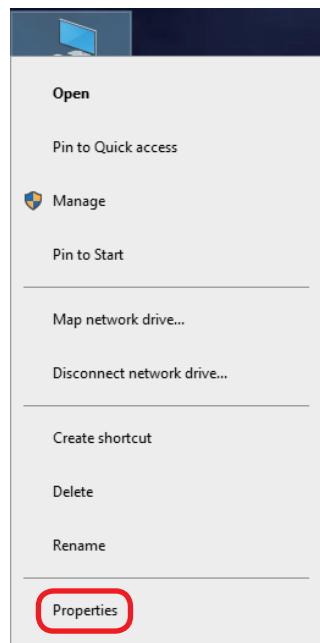 Open
Pin to Quick access
Manage
Pin to Start
Map network drive...
Disconnect network drive...
Create shortcut
Delete
Rename
Properties